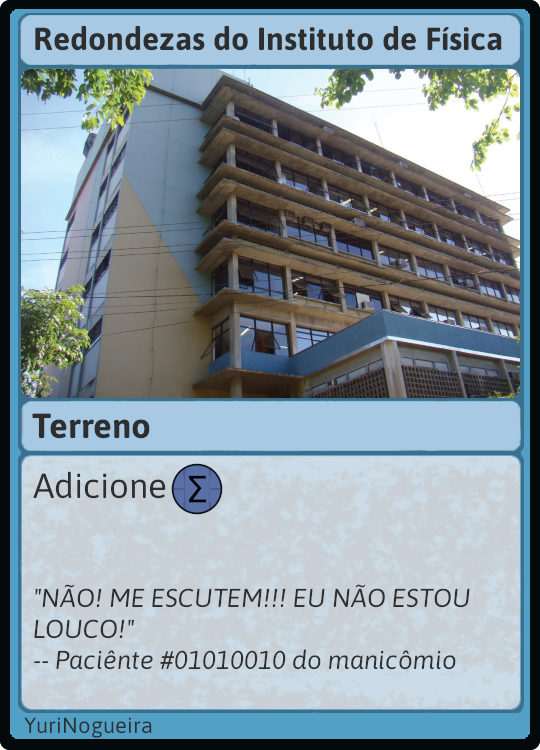 Redondezas do Instituto de Física
Terreno
Adicione Σ
"NÃO! ME ESCUTEM!!! EU NÃO ESTOU
LOUCO!"
-- Paciênte #01010010 do manicômio
YuriNogueira